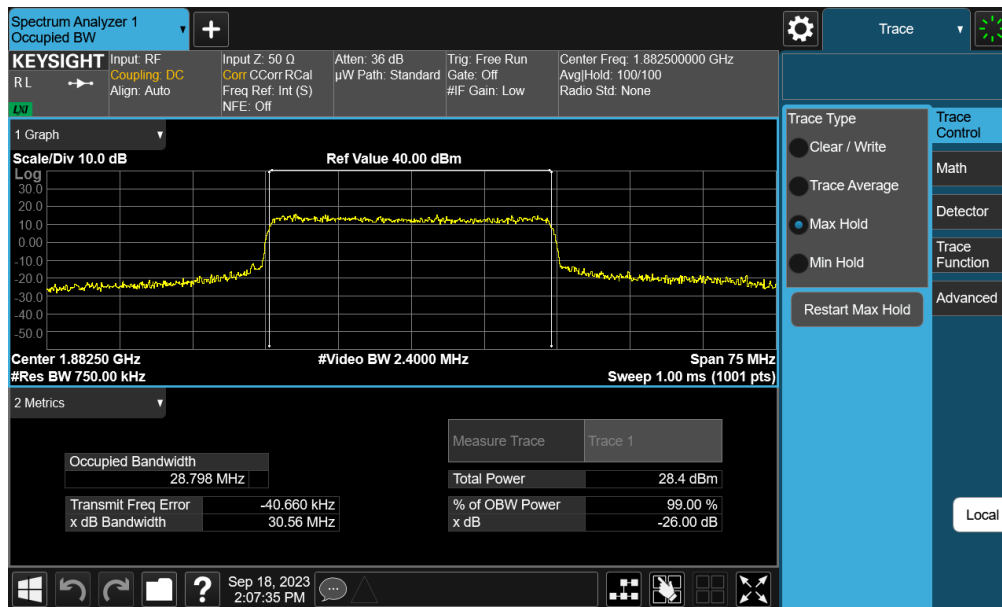 Spectrum Analyzer 1
Occupied BW
+
Trace
KEYSIGHT
R L
LXI
Input: RF
Coupling: DC
Align: Auto
Input Z: 50 Ω
Corr CCorr RCal
Freq Ref: Int (S)
NFE: Off
Atten: 36 dB
µW Path: Standard
Trig: Free Run
Gate: Off
#IF Gain: Low
Center Freq: 1.882500000 GHz
Avg|Hold: 100/100
Radio Std: None
1 Graph
Scale/Div 10.0 dB
Ref Value 40.00 dBm
Log
30.0
20.0
10.0
0.00
-10.0
-20.0
-30.0
-40.0
-50.0
Center 1.88250 GHz
#Video BW 2.4000 MHz
Span 75 MHz
#Res BW 750.00 kHz
Sweep 1.00 ms (1001 pts)
2 Metrics
Measure Trace Trace 1
Occupied Bandwidth
28.798 MHz
Total Power 28.4 dBm
Transmit Freq Error -40.660 kHz
% of OBW Power 99.00 %
x dB Bandwidth 30.56 MHz
x dB -26.00 dB
Trace Type
Clear / Write
Trace Average
Max Hold
Min Hold
Restart Max Hold
Trace
Control
Math
Detector
Trace
Function
Advanced
Local
?
Sep 18, 2023
2:07:35 PM